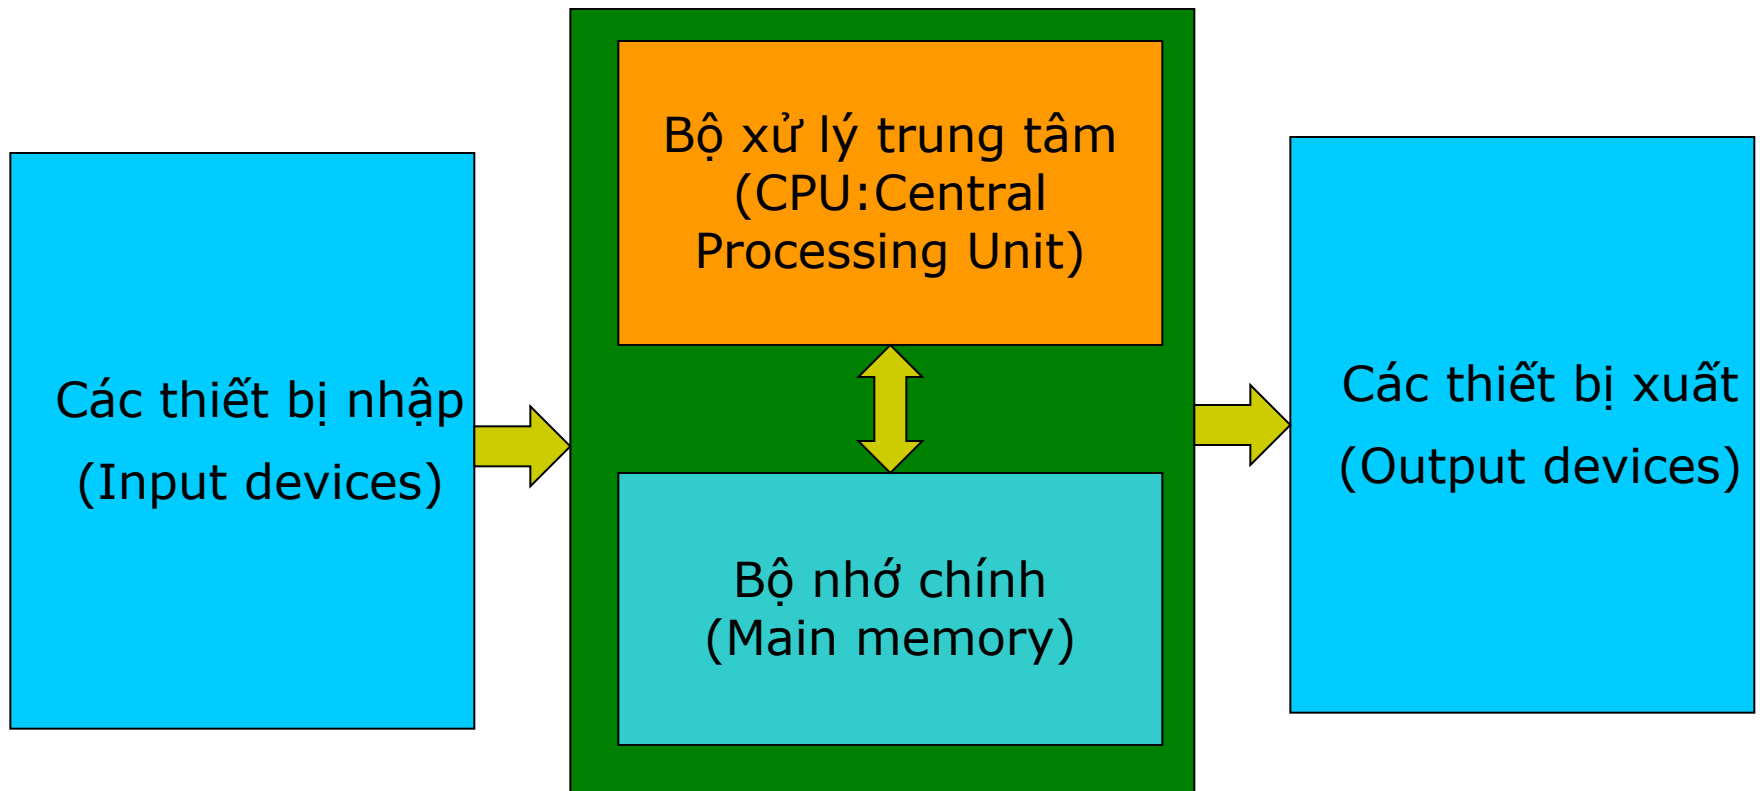 Các thiết bị nhập
(Input devices)
Bộ xử lý trung tâm
(CPU:Central
Processing Unit)
Bộ nhớ chính
(Main memory)
Các thiết bị xuất
(Output devices)